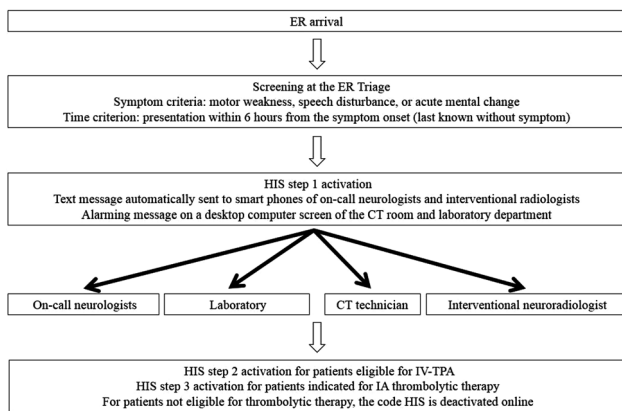 ER arrival
Screening at the ER Triage
Symptom criteria: motor weakness, speech disturbance, or acute mental change
Time criterion: presentation within 6 hours from the symptom onset (last known without symptom)
HIS step 1 activation
Text message automatically sent to smart phones of on-call neurologists and interventional radiologists
Alarming message on a desktop computer screen of the CT room and laboratory department
On-call neurologists
Laboratory
CT technician
Interventional neuroradiologist
HIS step 2 activation for patients eligible for IV-TPA
HIS step 3 activation for patients indicated for IA thrombolytic therapy
For patients not eligible for thrombolytic therapy, the code HIS is deactivated online